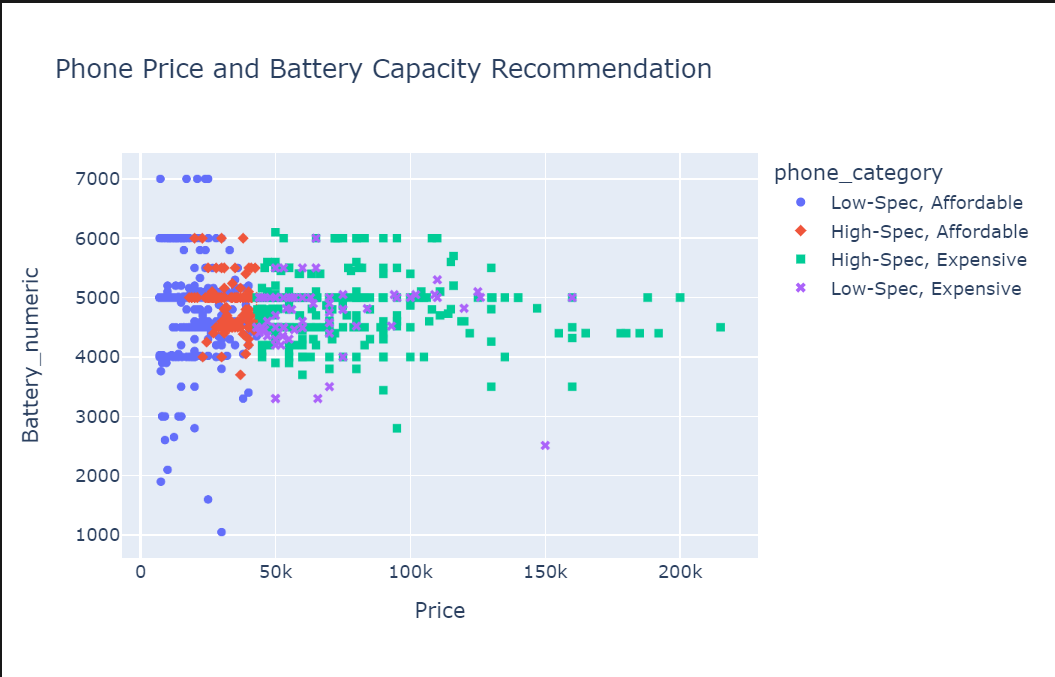 Phone Price and Battery Capacity Recommendation
phone_category
Low-Spec, Affordable
High-Spec, Affordable
High-Spec, Expensive
Low-Spec, Expensive
Battery_numeric
7000
6000
5000
4000
3000
2000
1000
0
50k
100k
150k
200k
Price